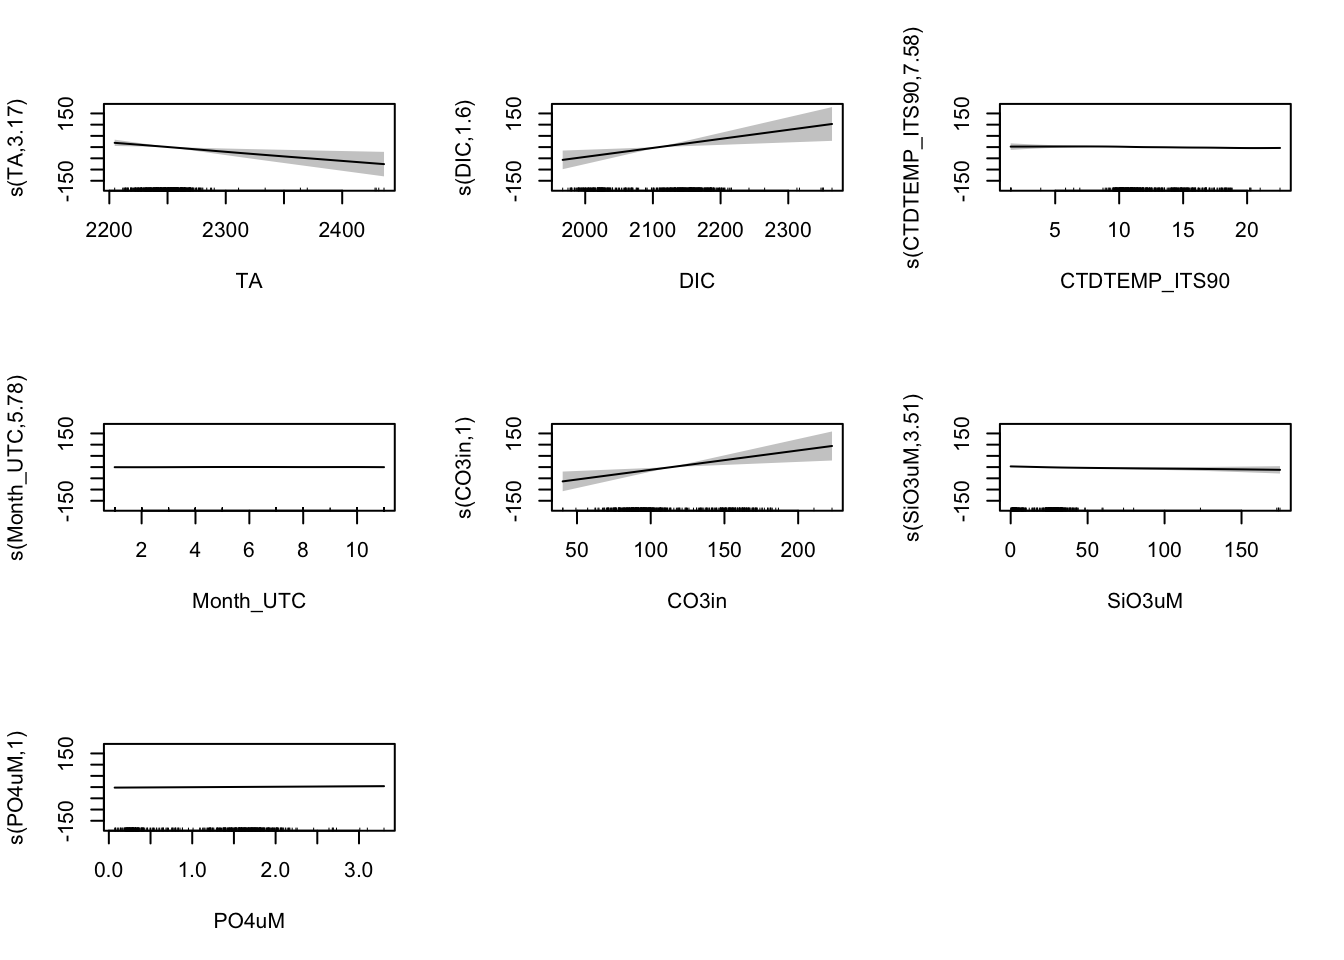 s(TA,3.17)
150
-150
2200 2300 2400
TA
s(DIC,1.6)
150
-150
2000 2100 2200 2300
DIC
s(CTDTEMP_ITS90,7.58)
150
-150
5 10 15 20
CTDTEMP_ITS90
s(Month_UTC,5.78)
150
-150
2 4 6 8 10
Month_UTC
s(CO3in,1)
150
-150
50 100 150 200
CO3in
s(SiO3uM,3.51)
150
-150
0 50 100 150
SiO3uM
s(PO4uM,1)
150
-150
0.0 1.0 2.0 3.0
PO4uM